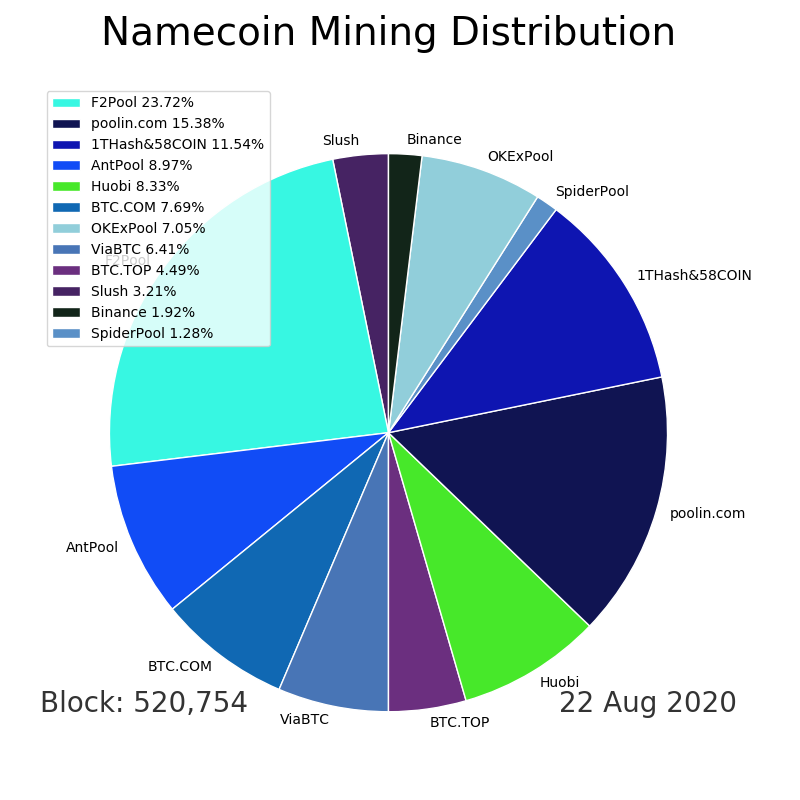 Namecoin Mining Distribution
F2Pool 23.72%
poolin.com 15.38%
1THash&58COIN 11.54%
AntPool 8.97%
Huobi 8.33%
BTC.COM 7.69%
OKExPool 7.05%
ViaBTC 6.41%
BTC.TOP 4.49%
Slush 3.21%
Binance 1.92%
SpiderPool 1.28%
Slush
Binance
OKExPool
SpiderPool
F2Pool
1THash&58COIN
poolin.com
AntPool
BTC.COM
Huobi
ViaBTC
BTC.TOP
Block: 520,754
22 Aug 2020